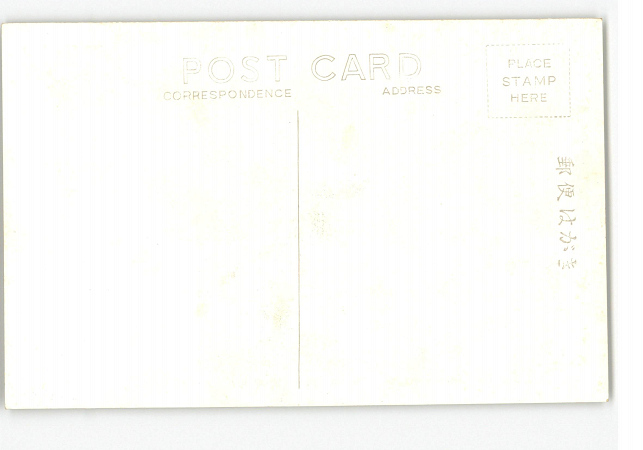 POST CARD
CORRESPONDENCE
ADDRESS
PLACE
STAMP
HERE
郵便はがき